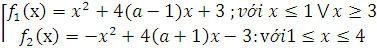 f₁(x) = x² + 4(a − 1)x + 3 ; với x ≤ 1 ⋁ x ≥ 3
f₂(x) = −x² + 4(a + 1)x − 3: với1 ≤ x ≤ 4